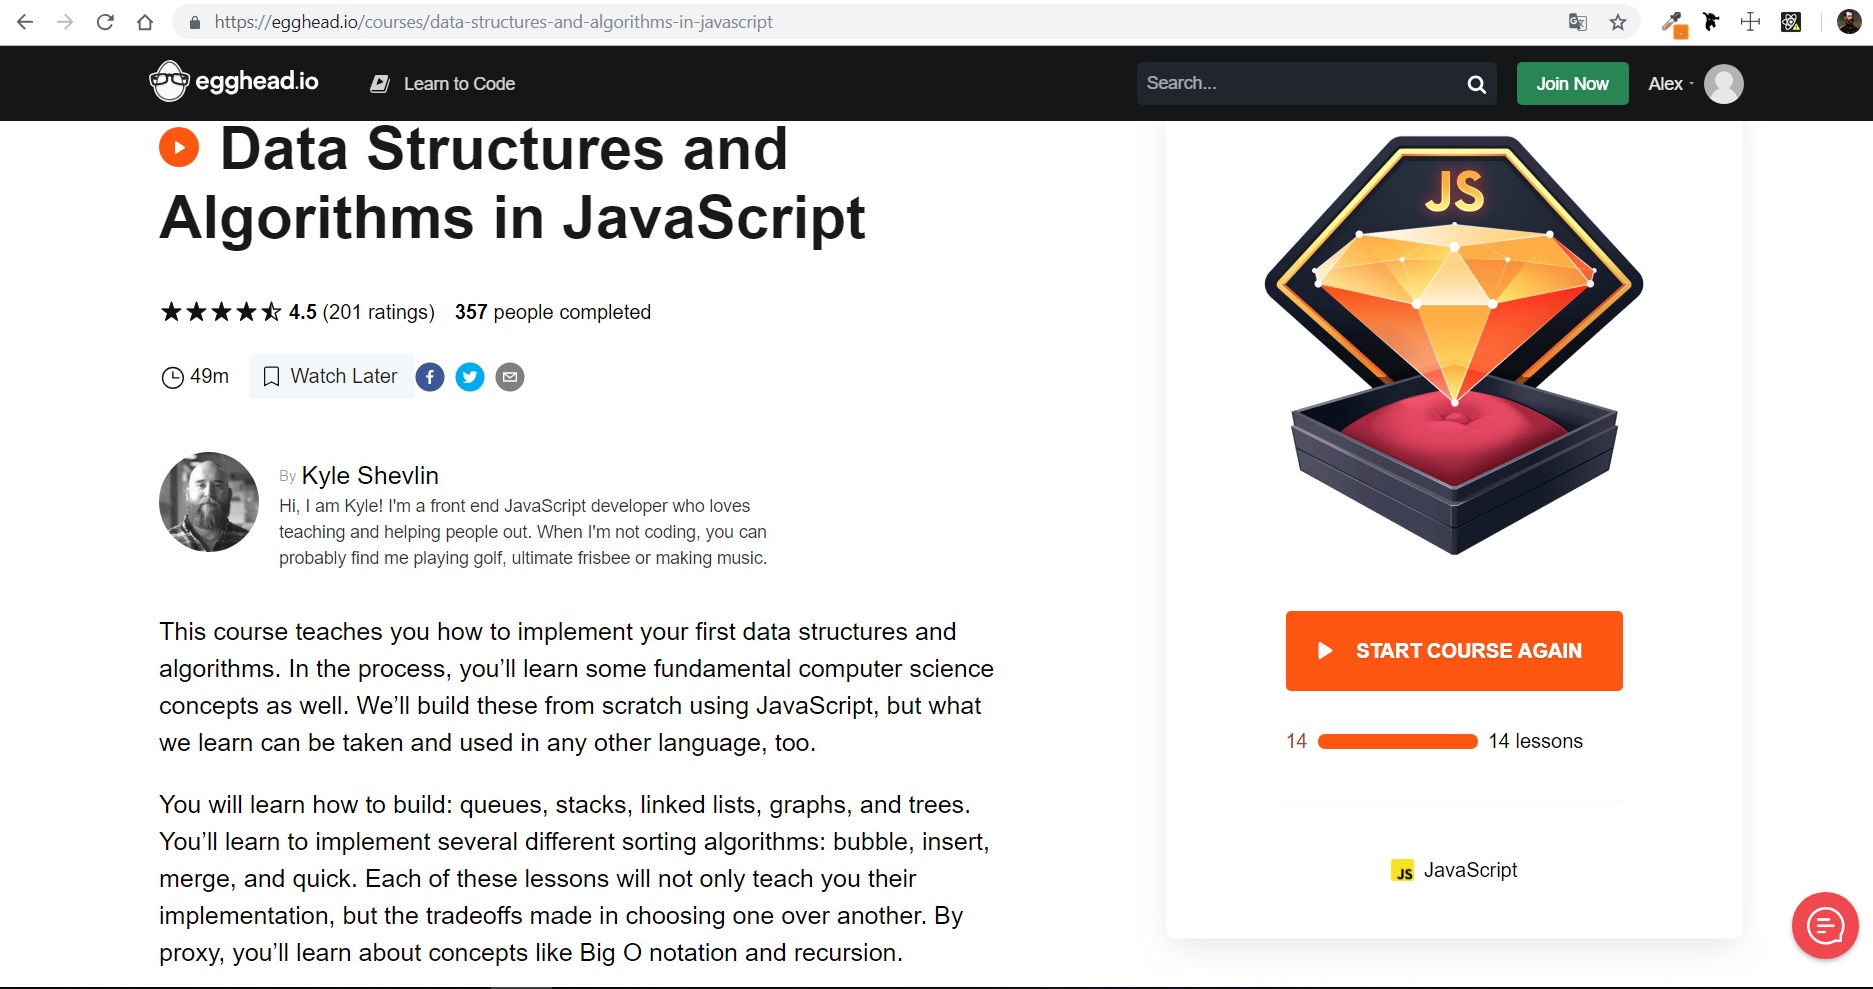 https://egghead.io/courses/data-structures-and-algorithms-in-javascript
egghead.io
Learn to Code
Search...
Join Now
Alex
Data Structures and
Algorithms in JavaScript
4.5 (201 ratings) 357 people completed
49m
Watch Later
By Kyle Shevlin
Hi, I am Kyle! I'm a front end JavaScript developer who loves
teaching and helping people out. When I'm not coding, you can
probably find me playing golf, ultimate frisbee or making music.
This course teaches you how to implement your first data structures and
algorithms. In the process, you’ll learn some fundamental computer science
concepts as well. We’ll build these from scratch using JavaScript, but what
we learn can be taken and used in any other language, too.
You will learn how to build: queues, stacks, linked lists, graphs, and trees.
You’ll learn to implement several different sorting algorithms: bubble, insert,
merge, and quick. Each of these lessons will not only teach you their
implementation, but the tradeoffs made in choosing one over another. By
proxy, you’ll learn about concepts like Big O notation and recursion.
JS
START COURSE AGAIN
14
14 lessons
JS JavaScript